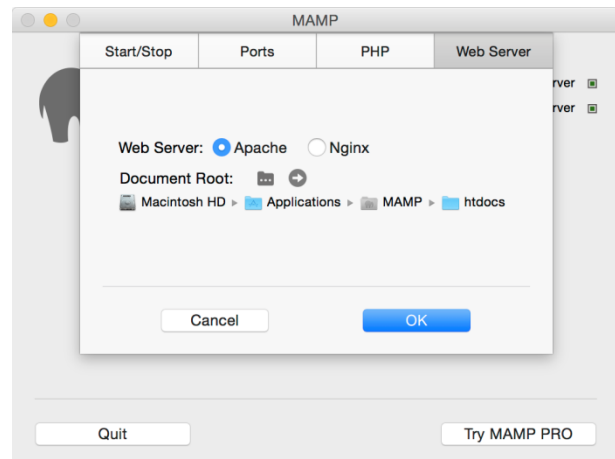 MAMP
Start/Stop Ports PHP Web Server
rver
rver
Web Server: Apache Nginx
Document Root:
Macintosh HD Applications MAMP htdocs
Cancel OK
Quit Try MAMP PRO